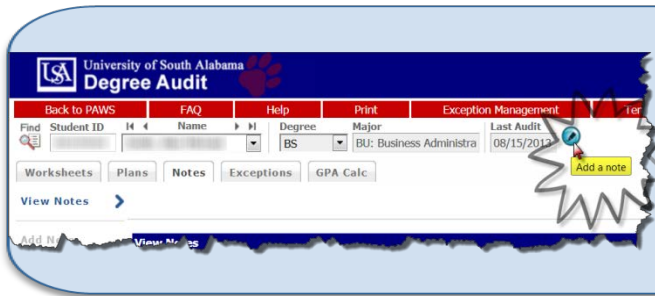 USA University of South Alabama
Degree Audit
Back to PAWS FAQ Help Print Exception Management
Find Student ID Name Degree Major Last Audit
BS BU: Business Administra 08/15/2013
Add a note
Worksheets Plans Notes Exceptions GPA Calc
View Notes
View Notes